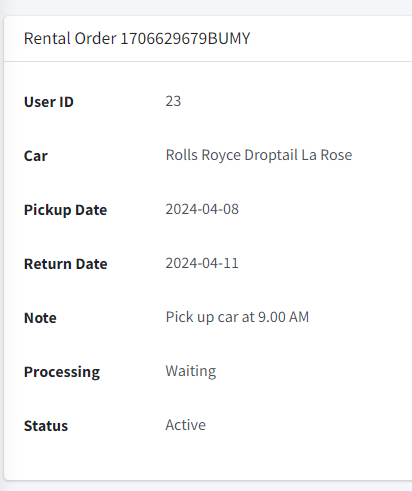 Rental Order 1706629679BUMY
User ID 23
Car Rolls Royce Droptail La Rose
Pickup Date 2024-04-08
Return Date 2024-04-11
Note Pick up car at 9.00 AM
Processing Waiting
Status Active